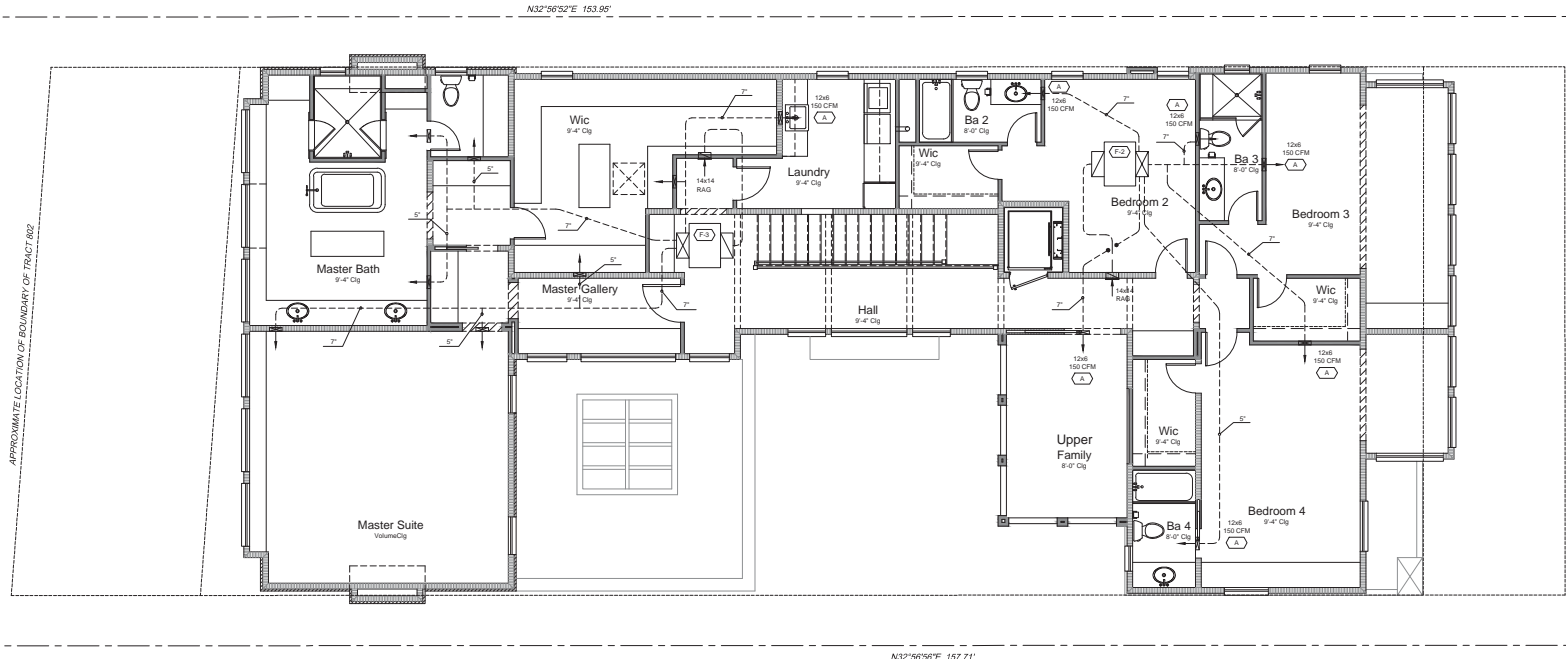 N32°56'52"E 153.95'
APPROXIMATE LOCATION OF BOUNDARY OF TRACT 802
Wic
9'-4" Clg
7"
12x6
150 CFM
A
Laundry
9'-4" Clg
14x14
RAG
5"
5"
7"
F-3
Master Bath
9'-4" Clg
Master Gallery
9'-4" Clg
5"
7"
7"
5"
Hall
9'-4" Clg
Ba 2
8'-0" Clg
A
12x6
150 CFM
7"
A
12x6
150 CFM
Wic
9'-4" Clg
F-2
Bedroom 2
9'-4" Clg
7"
Ba 3
8'-0" Clg
12x6
150 CFM
A
Bedroom 3
9'-4" Clg
7"
14x14
RAG
7"
Wic
9'-4" Clg
12x6
150 CFM
A
12x6
150 CFM
A
Upper
Family
8'-0" Clg
Wic
9'-4" Clg
5"
Master Suite
VolumeClg
Ba 4
8'-0" Clg
Bedroom 4
9'-4" Clg
12x6
150 CFM
A
N32°56'56"E 157.71'